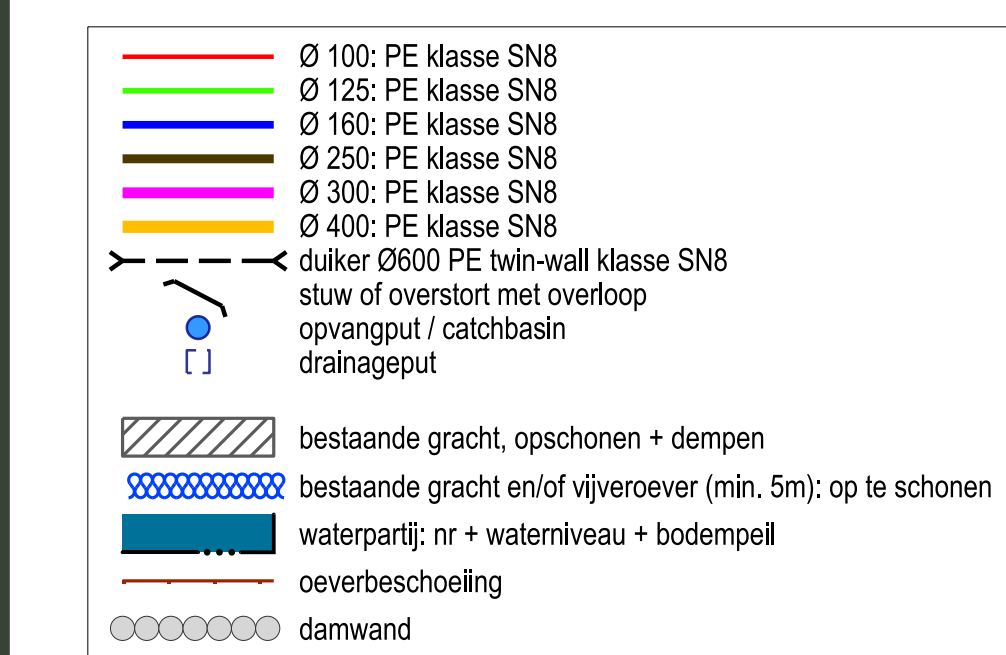 Ø 100: PE klasse SN8
Ø 125: PE klasse SN8
Ø 160: PE klasse SN8
Ø 250: PE klasse SN8
Ø 300: PE klasse SN8
Ø 400: PE klasse SN8
duiker Ø600 PE twin-wall klasse SN8
stuw of overstort met overloop
opvangput / catchbasin
drainageput
bestaande gracht, opschonen + dempen
bestaande gracht en/of vijveroever (min. 5m): op te schonen
waterpartij: nr + waterniveau + bodempeil
oeverbeschoeiing
damwand